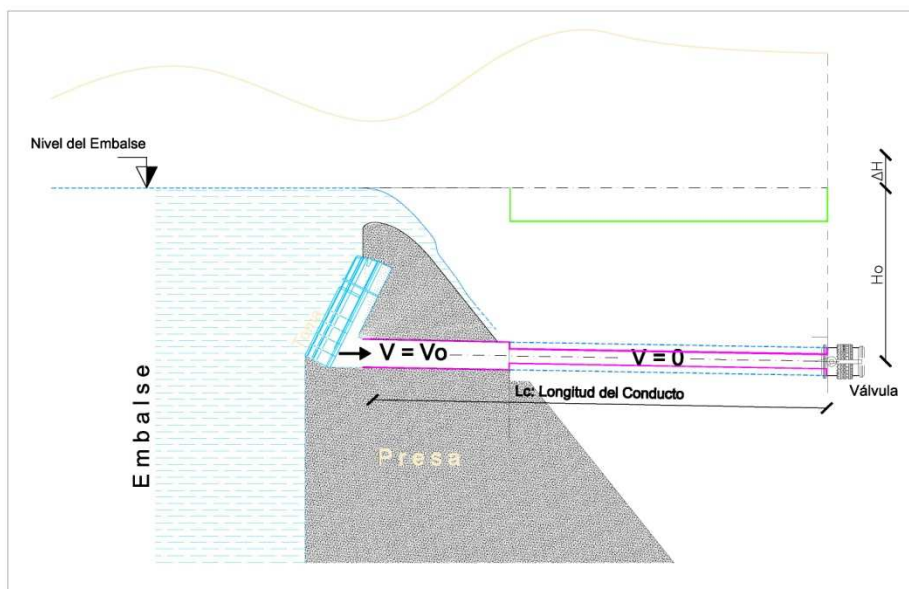 Nivel del Embalse
ΔH
Ho
V = Vo
V = 0
Lc: Longitud del Conducto
Válvula
Embalse
Presa